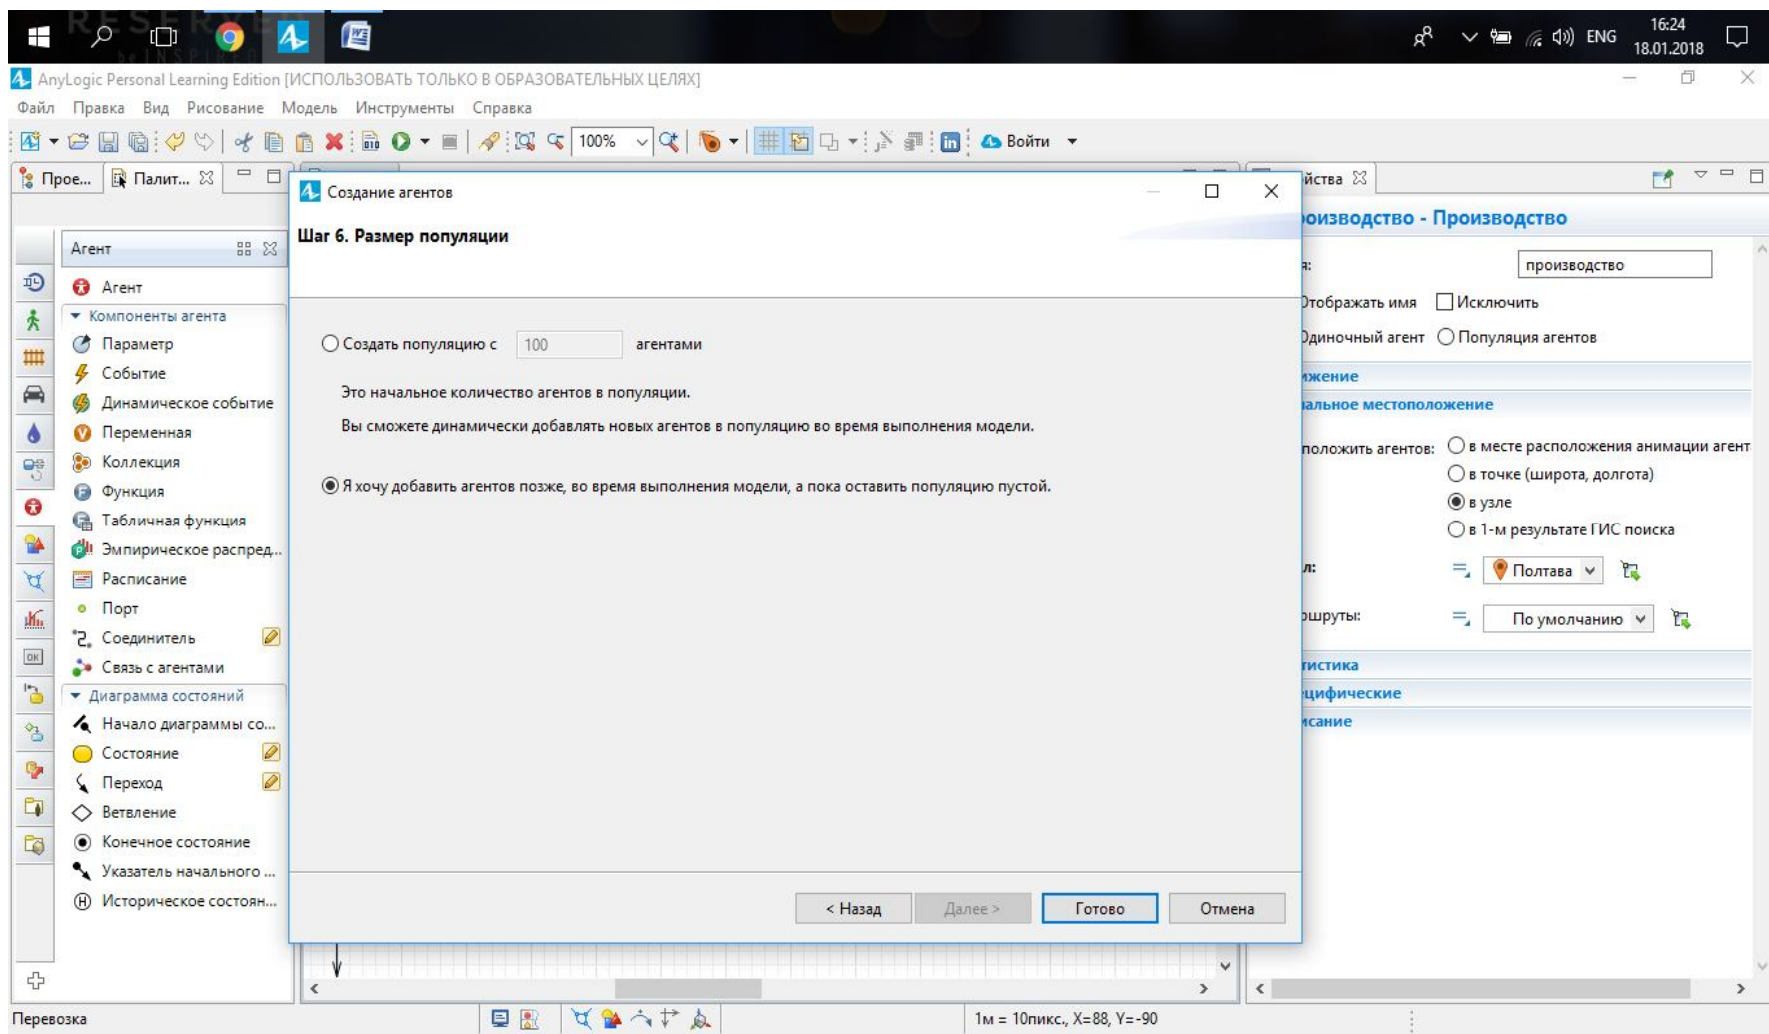 RESERVED
be INSPIRED
ENG
16:24
18.01.2018
AnyLogic Personal Learning Edition [ИСПОЛЬЗОВАТЬ ТОЛЬКО В ОБРАЗОВАТЕЛЬНЫХ ЦЕЛЯХ]
Файл Правка Вид Рисование Модель Инструменты Справка
100%
Войти
Прое...
Палит...
йства
Создание агентов
Шаг 6. Размер популяции
оизводство - Производство
Агент
Агент
Компоненты агента
Параметр
Событие
Динамическое событие
Переменная
Коллекция
Функция
Табличная функция
Эмпирическое распред...
Расписание
Порт
Соединитель
Связь с агентами
Диаграмма состояний
Начало диаграммы со...
Состояние
Переход
Ветвление
Конечное состояние
Указатель начального ...
Историческое состоян...
OK
Создать популяцию с 100 агентами
Это начальное количество агентов в популяции.
Вы сможете динамически добавлять новых агентов в популяцию во время выполнения модели.
Я хочу добавить агентов позже, во время выполнения модели, а пока оставить популяцию пустой.
< Назад
Далее >
Готово
Отмена
я:
производство
Отображать имя
Исключить
Одиночный агент
Популяция агентов
ижение
альное местоположение
положить агентов:
в месте расположения анимации агент
в точке (широта, долгота)
в узле
в 1-м результате ГИС поиска
л:
Полтава
ршруты:
По умолчанию
тистика
ецифические
исание
Перевозка
1м = 10пикс., X=88, Y=-90